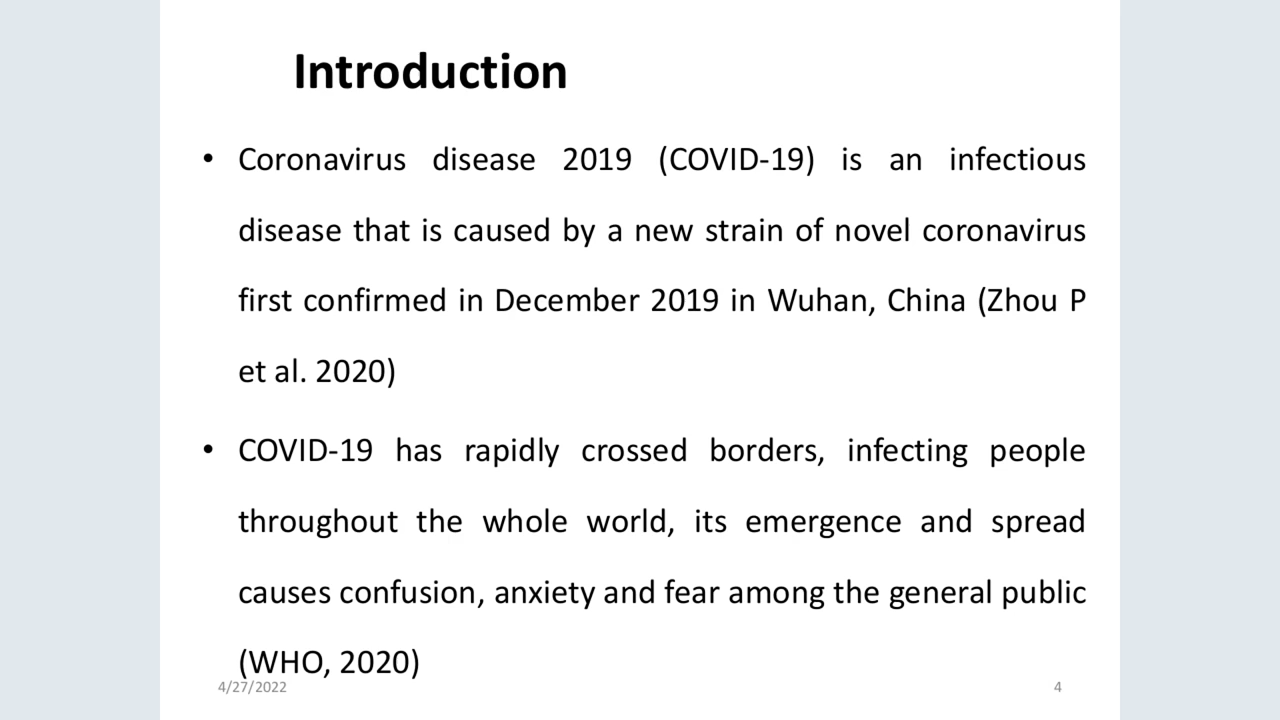 Introduction
• Coronavirus disease 2019 (COVID-19) is an infectious
disease that is caused by a new strain of novel coronavirus
first confirmed in December 2019 in Wuhan, China (Zhou P
et al. 2020)
• COVID-19 has rapidly crossed borders, infecting people
throughout the whole world, its emergence and spread
causes confusion, anxiety and fear among the general public
(WHO, 2020)
4/27/2022
4